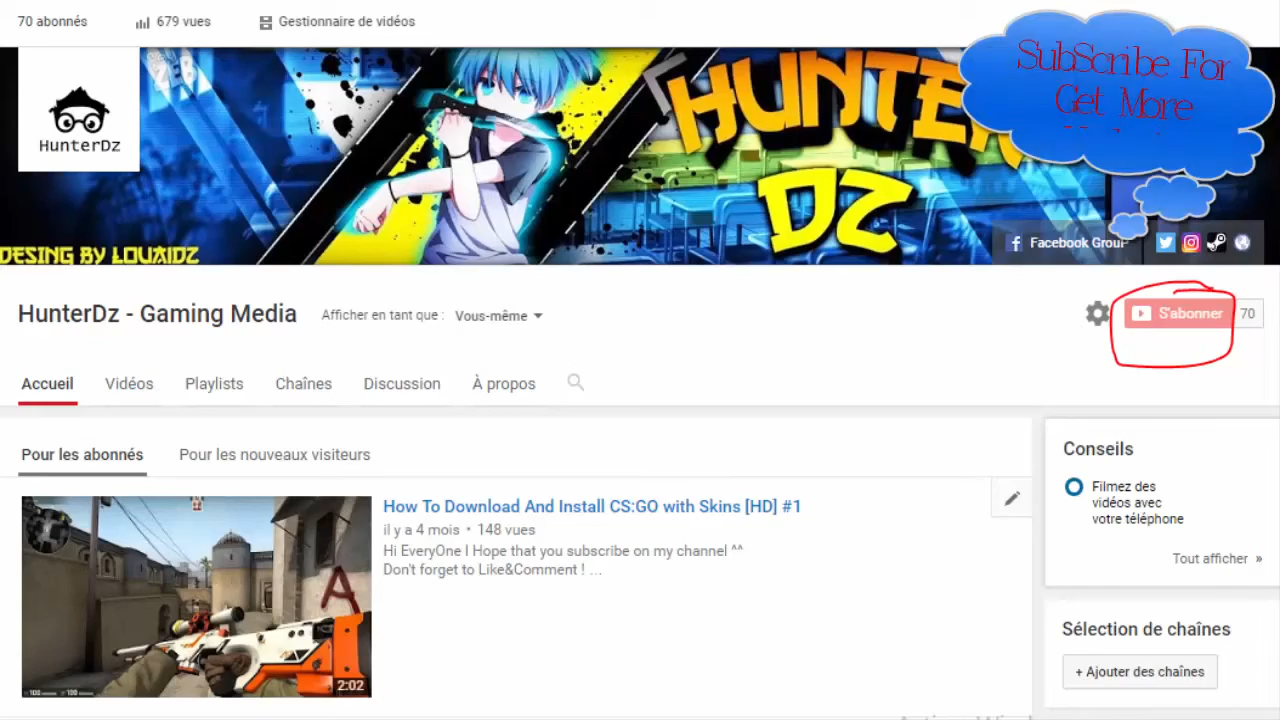 70 abonnés
679 vues
Gestionnaire de vidéos
SubScribe For
Get More
HunterDz
HUNTER
DZ
DESING BY LOUAIDZ
Facebook Group
HunterDz - Gaming Media
Afficher en tant que :
Vous-même
S'abonner
70
Accueil
Vidéos
Playlists
Chaînes
Discussion
À propos
Pour les abonnés
Pour les nouveaux visiteurs
How To Download And Install CS:GO with Skins [HD] #1
il y a 4 mois • 148 vues
Hi EveryOne I Hope that you subscribe on my channel ^^
Don't forget to Like&Comment ! ...
A
2:02
Conseils
Filmez des
vidéos avec
votre téléphone
Tout afficher »
Sélection de chaînes
+ Ajouter des chaînes